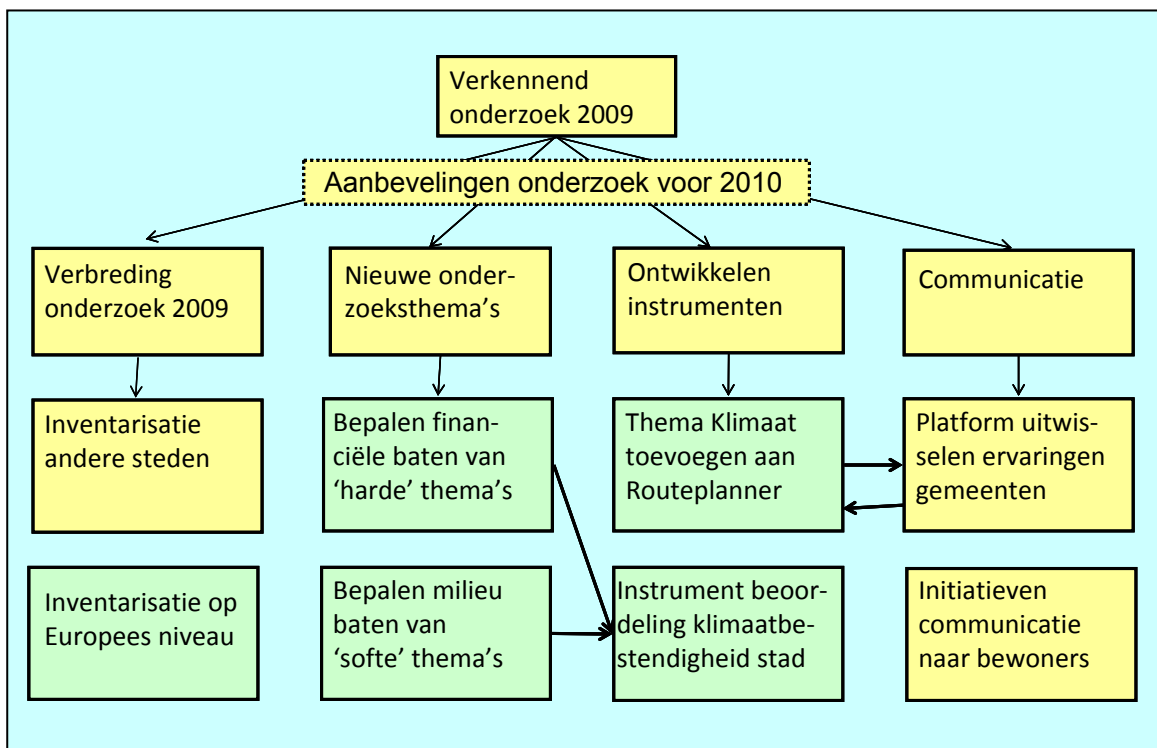 Verkennend
onderzoek 2009
Aanbevelingen onderzoek voor 2010
Verbreding
onderzoek 2009
Nieuwe onder-
zoeksthema's
Ontwikkelen
instrumenten
Communicatie
Inventarisatie
andere steden
Bepalen finan-
ciële baten van
‘harde’ thema’s
Thema Klimaat
toevoegen aan
Routeplanner
Platform uitwis-
selen ervaringen
gemeenten
Inventarisatie op
Europees niveau
Bepalen milieu
baten van
‘softe’ thema’s
Instrument beoor-
deling klimaatbe-
stendigheid stad
Initiatieven
communicatie
naar bewoners